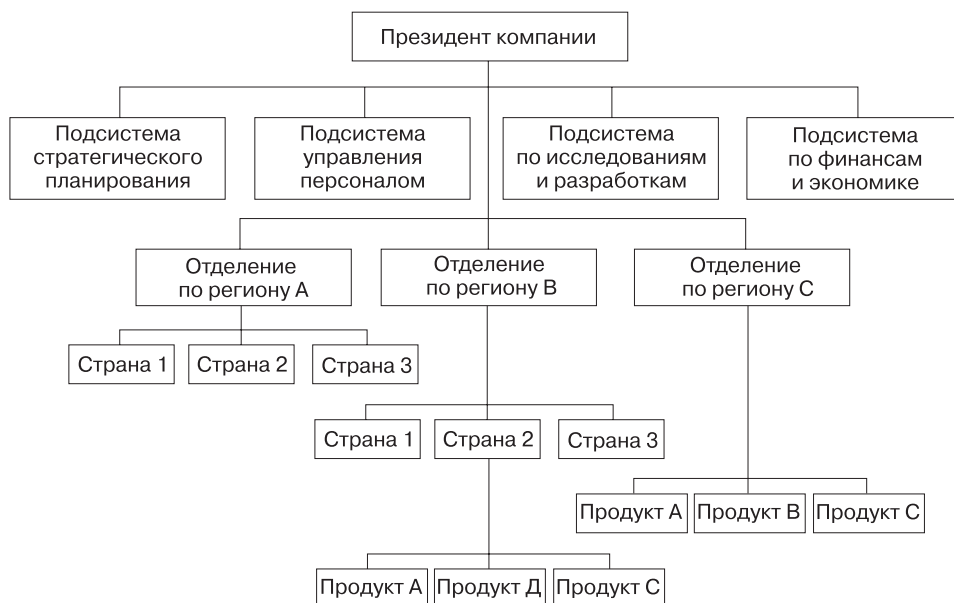 Президент компании
Подсистема
стратегического
планирования
Подсистема
управления
персоналом
Подсистема
по исследованиям
и разработкам
Подсистема
по финансам
и экономике
Отделение
по региону А
Отделение
по региону В
Отделение
по региону С
Страна 1
Страна 2
Страна 3
Страна 1
Страна 2
Страна 3
Продукт А
Продукт В
Продукт С
Продукт А
Продукт Д
Продукт С